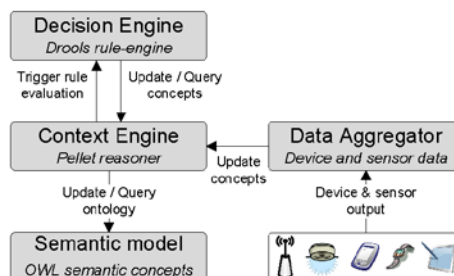 Decision Engine
Drools rule-engine
Trigger rule
evaluation
Update / Query
concepts
Context Engine
Pellet reasoner
Update
concepts
Data Aggregator
Device and sensor data
Update / Query
ontology
Device & sensor
output
Semantic model
OWL semantic concepts